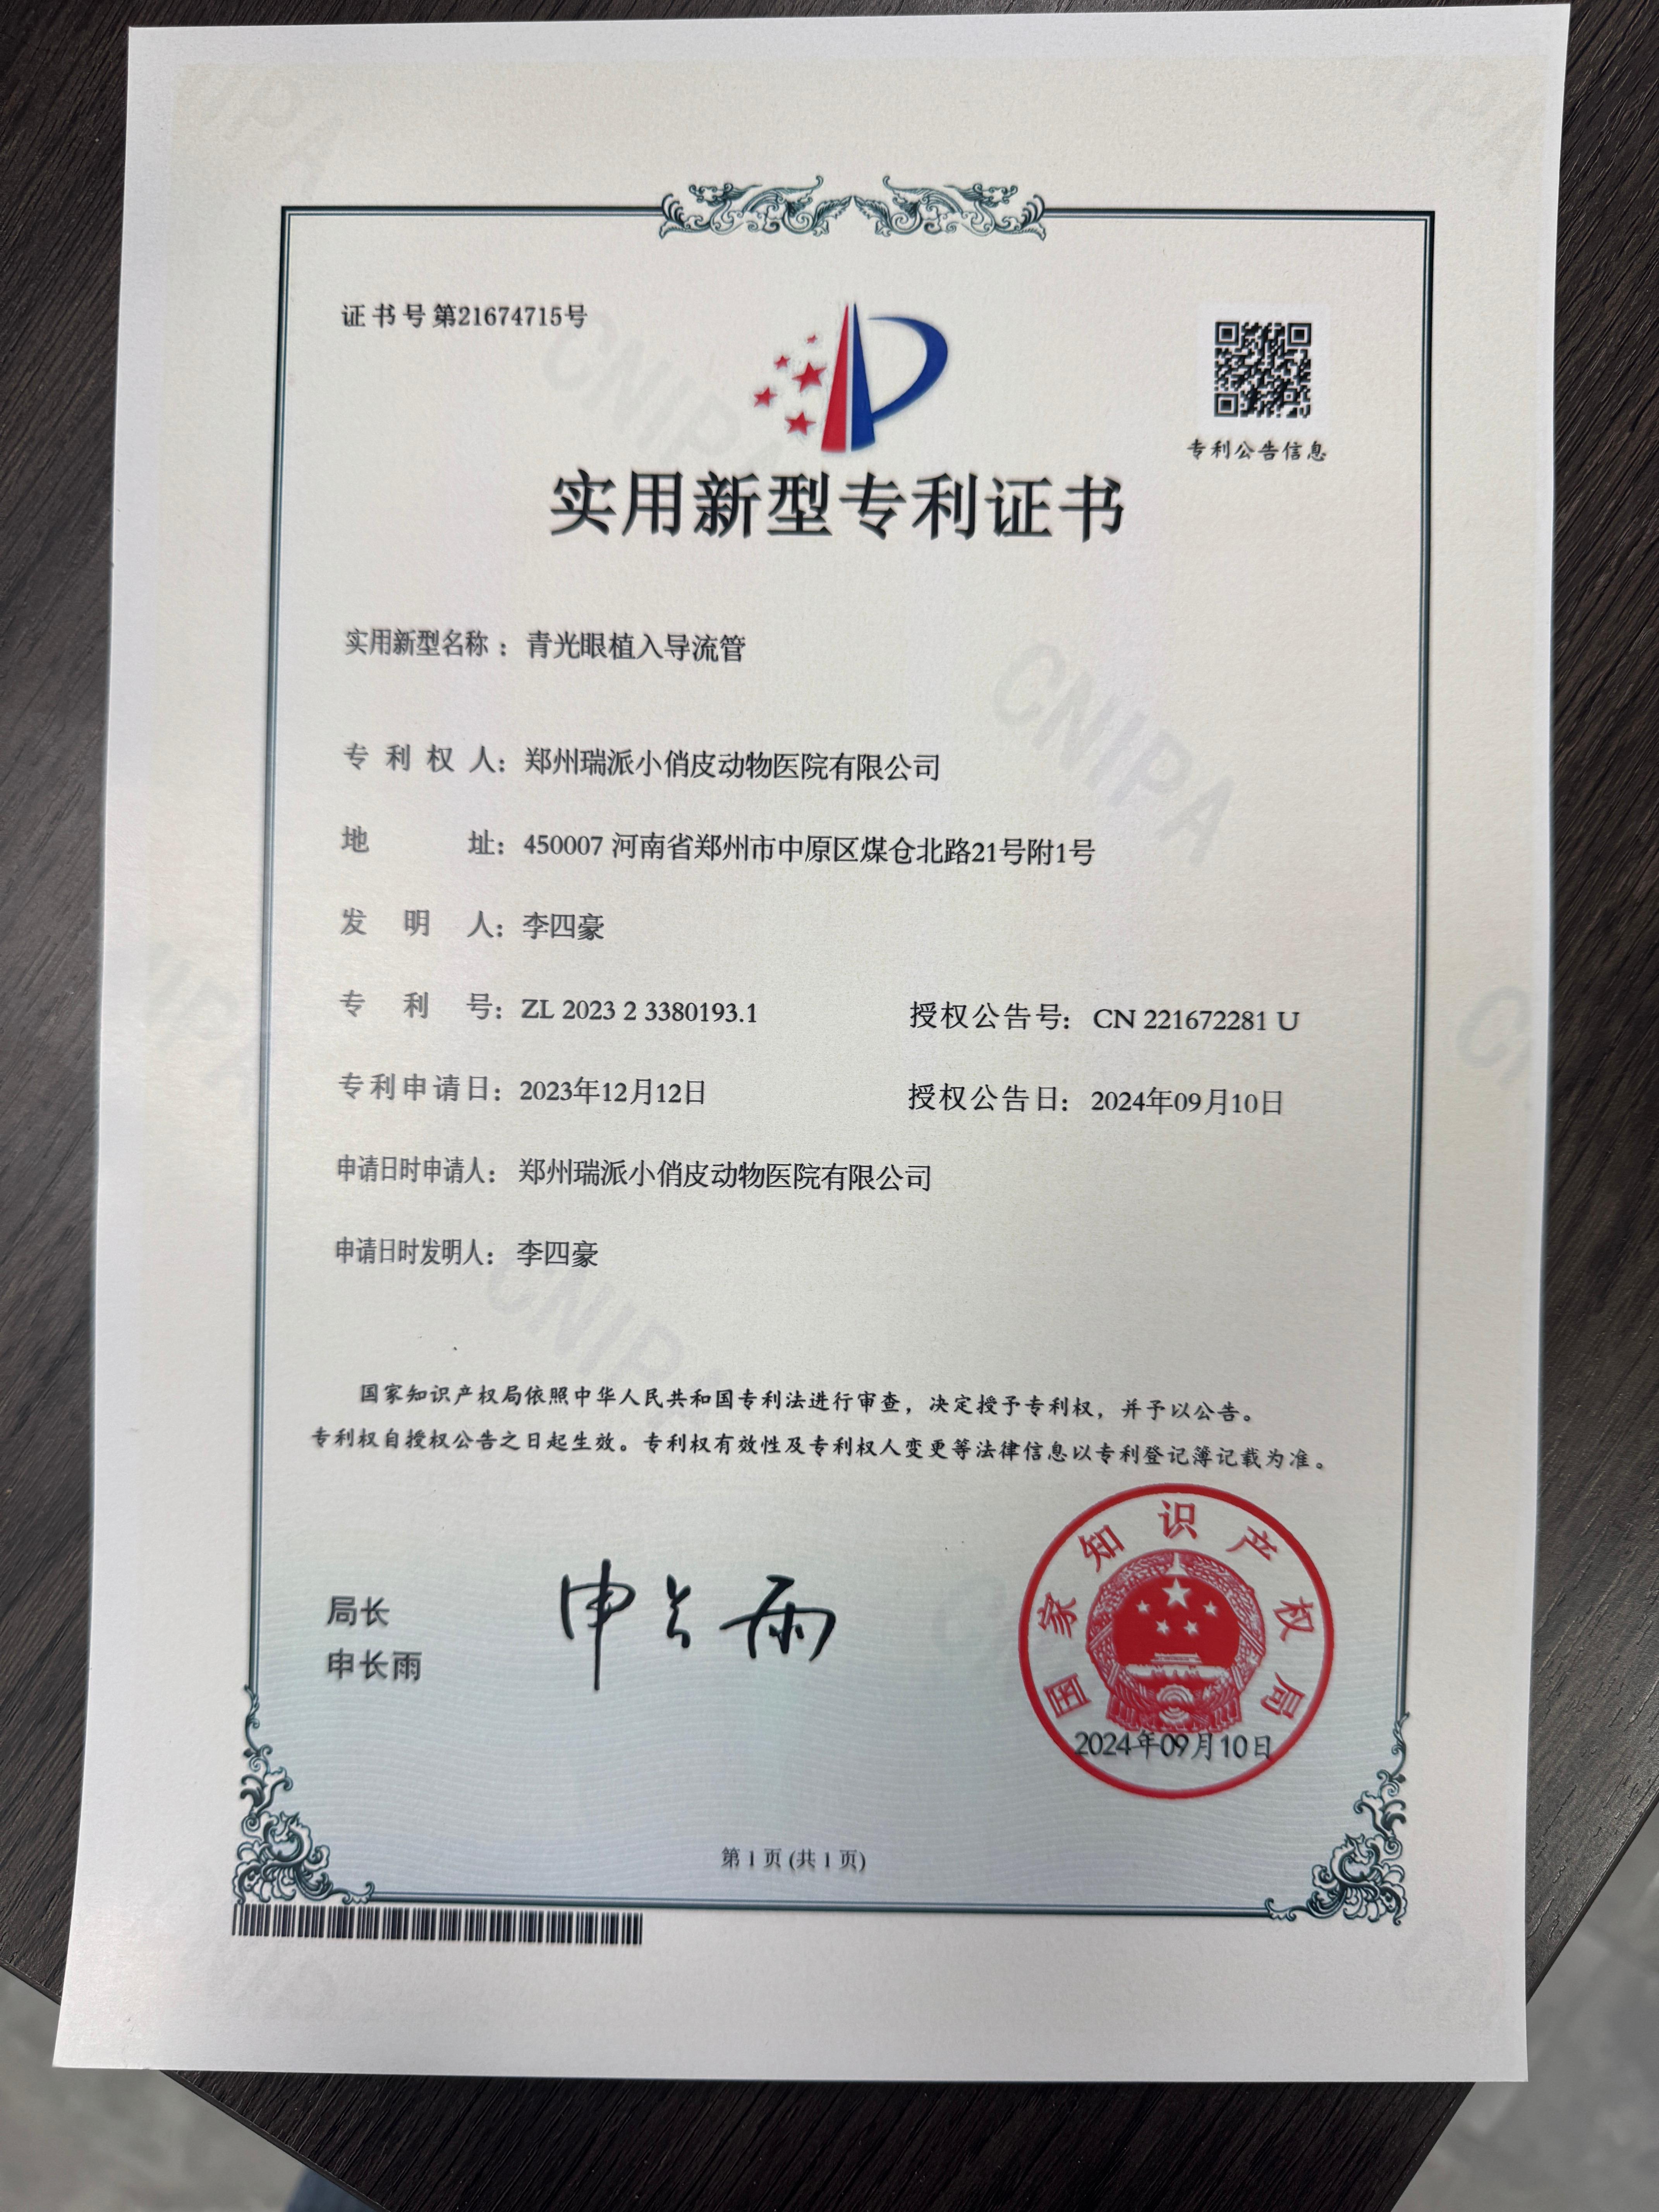 证书号第21674715号
专利公告信息
实用新型专利证书
实用新型名称：青光眼植入导流管
专利权人：郑州瑞派小俏皮动物医院有限公司
地址：450007 河南省郑州市中原区煤仓北路21号附1号
发明人：李四豪
专利号：ZL 2023 2 3380193.1 授权公告号：CN 221672281 U
专利申请日：2023年12月12日 授权公告日：2024年09月10日
申请日时申请人：郑州瑞派小俏皮动物医院有限公司
申请日时发明人：李四豪
国家知识产权局依照中华人民共和国专利法进行审查，决定授予专利权，并予以公告。
专利权自授权公告之日起生效。专利权有效性及专利权人变更等法律信息以专利登记簿记载为准。
局长
申长雨
申长雨
国家知识产权局
2024年09月10日
第 1 页 (共 1 页)
CNIPA